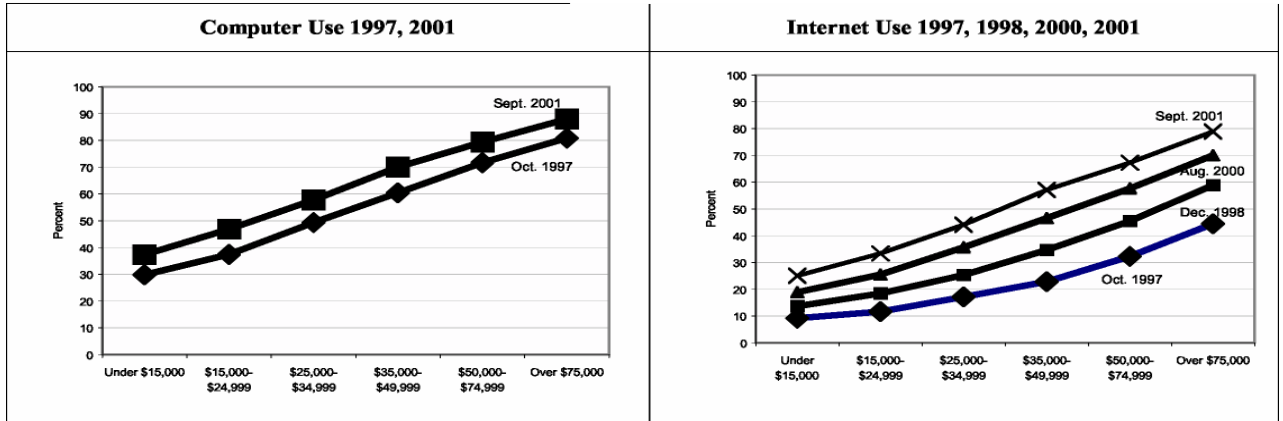 Computer Use 1997, 2001
100
90
80
70
60
50
40
30
20
10
0
Percent
Sept. 2001
Oct. 1997
Under $15,000
$15,000-
$24,999
$25,000-
$34,999
$35,000-
$49,999
$50,000-
$74,999
Over $75,000
Internet Use 1997, 1998, 2000, 2001
100
90
80
70
60
50
40
30
20
10
0
Percent
Sept. 2001
Aug. 2000
Dec. 1998
Oct. 1997
Under
$15,000
$15,000-
$24,999
$25,000-
$34,999
$35,000-
$49,999
$50,000-
$74,999
Over $75,000